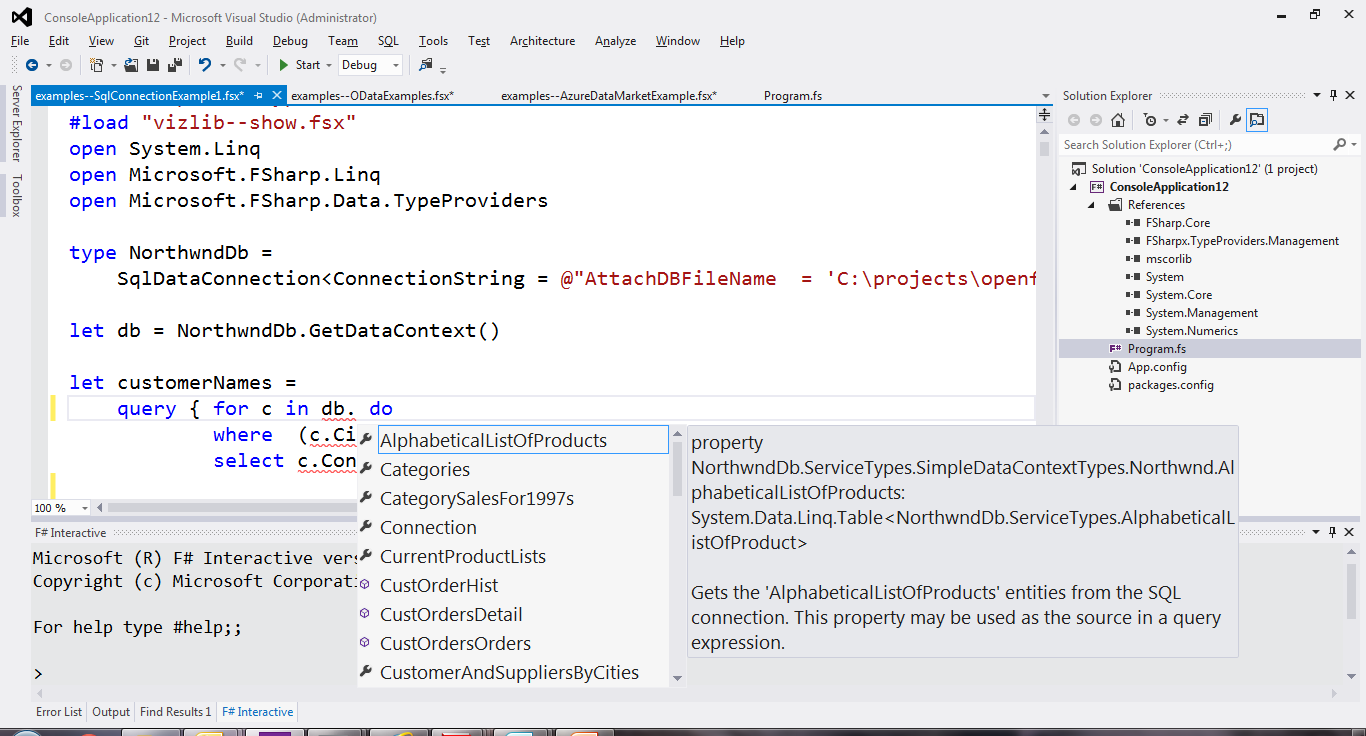 ConsoleApplication12 - Microsoft Visual Studio (Administrator)
File Edit View Git Project Build Debug Team SQL Tools Test Architecture Analyze Window Help
Start Debug
Server Explorer
Toolbox
examples--SqlConnectionExample1.fsx* examples--ODataExamples.fsx* examples--AzureDataMarketExample.fsx* Program.fs
#load "vizlib--show.fsx"
open System.Linq
open Microsoft.FSharp.Linq
open Microsoft.FSharp.Data.TypeProviders
type NorthwndDb =
SqlDataConnection<ConnectionString = @"AttachDBFileName = 'C:\projects\openf
let db = NorthwndDb.GetDataContext()
let customerNames =
query { for c in db. do
where (c.Ci
select c.Con
AlphabeticalListOfProducts
Categories
CategorySalesFor1997s
Connection
CurrentProductLists
CustOrderHist
CustOrdersDetail
CustOrdersOrders
CustomerAndSuppliersByCities
property
NorthwndDb.ServiceTypes.SimpleDataContextTypes.Northwnd.Al
phabeticalListOfProducts:
System.Data.Linq.Table<NorthwndDb.ServiceTypes.AlphabeticalL
istOfProduct>
Gets the 'AlphabeticalListOfProducts' entities from the SQL
connection. This property may be used as the source in a query
expression.
100 %
F# Interactive
Microsoft (R) F# Interactive vers
Copyright (c) Microsoft Corporati
For help type #help;;
>
Error List Output Find Results 1 F# Interactive
Solution Explorer
Search Solution Explorer (Ctrl+;)
Solution 'ConsoleApplication12' (1 project)
F# ConsoleApplication12
References
FSharp.Core
FSharpx.TypeProviders.Management
mscorlib
System
System.Core
System.Management
System.Numerics
F# Program.fs
App.config
packages.config